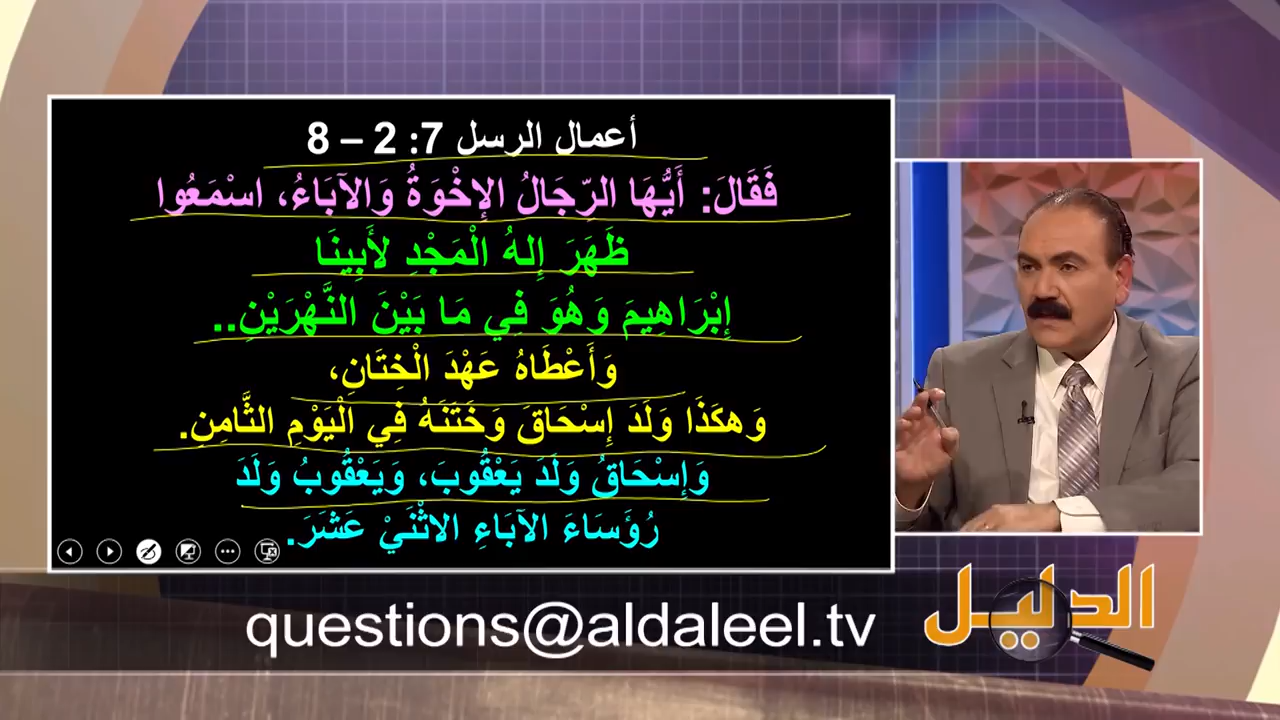 أعمال الرسل 7: 2 – 8
فَقَالَ: أَيُّهَا الرِّجَالُ الإِخْوَةُ وَالآبَاءُ، اسْمَعُوا
ظَهَرَ إِلهُ الْمَجْدِ لأَبِينَا
إِبْرَاهِيمَ وَهُوَ فِي مَا بَيْنَ النَّهْرَيْنِ..
وَأَعْطَاهُ عَهْدَ الْخِتَانِ،
وَهكَذَا وَلَدَ إِسْحَاقَ وَخَتَنَهُ فِي الْيَوْمِ الثَّامِنِ.
وَإِسْحَاقُ وَلَدَ يَعْقُوبَ، وَيَعْقُوبُ وَلَدَ
رُؤَسَاءَ الآبَاءِ الاثْنَيْ عَشَرَ.
questions@aldaleel.tv
الدليل